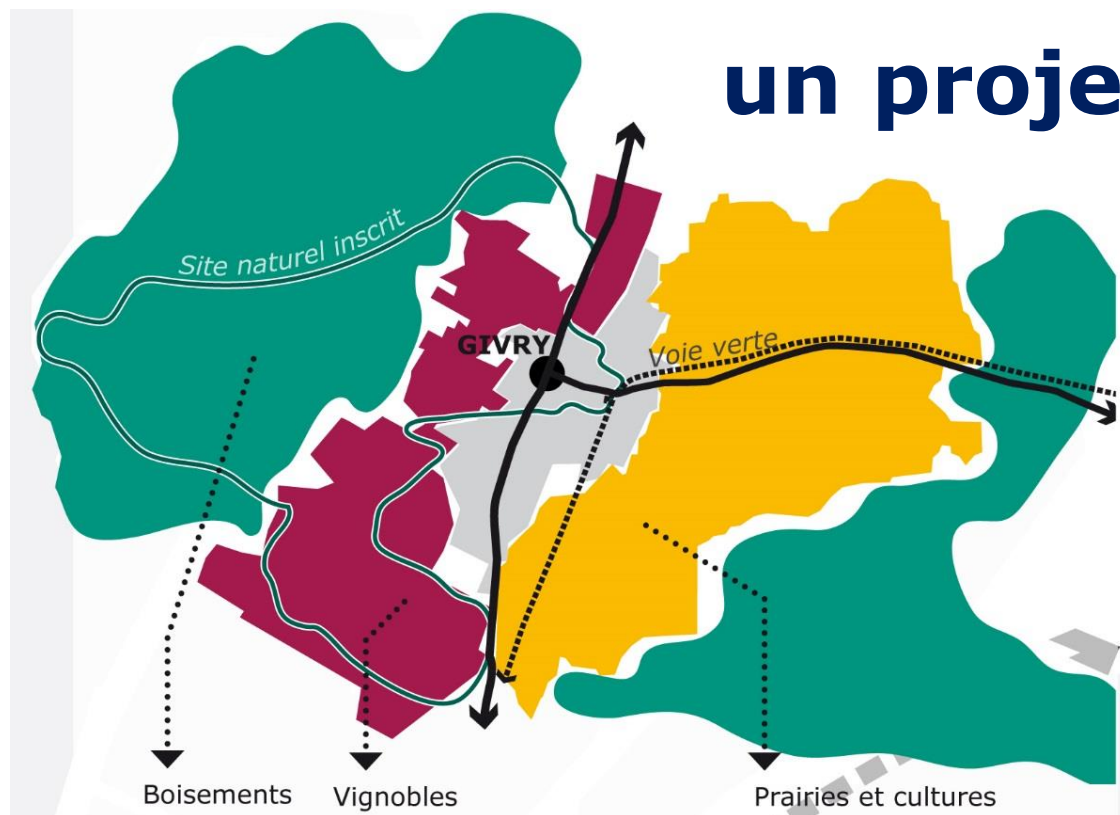 un proje
Site naturel inscrit
GIVRY
Voie verte
Boisements
Vignobles
Prairies et cultures